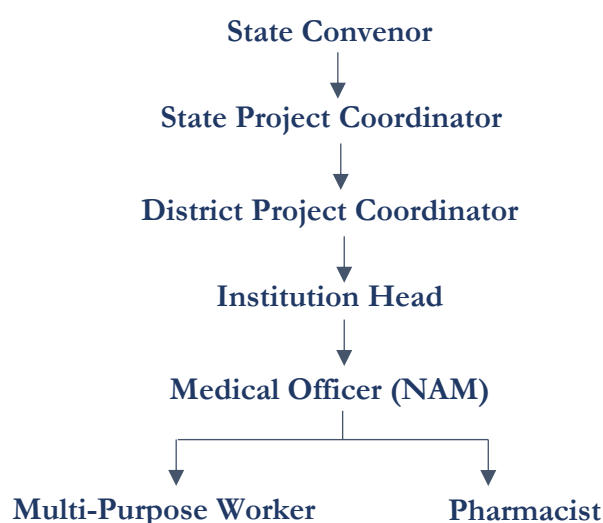 State Convenor
State Project Coordinator
District Project Coordinator
Institution Head
Medical Officer (NAM)
Multi-Purpose Worker
Pharmacist